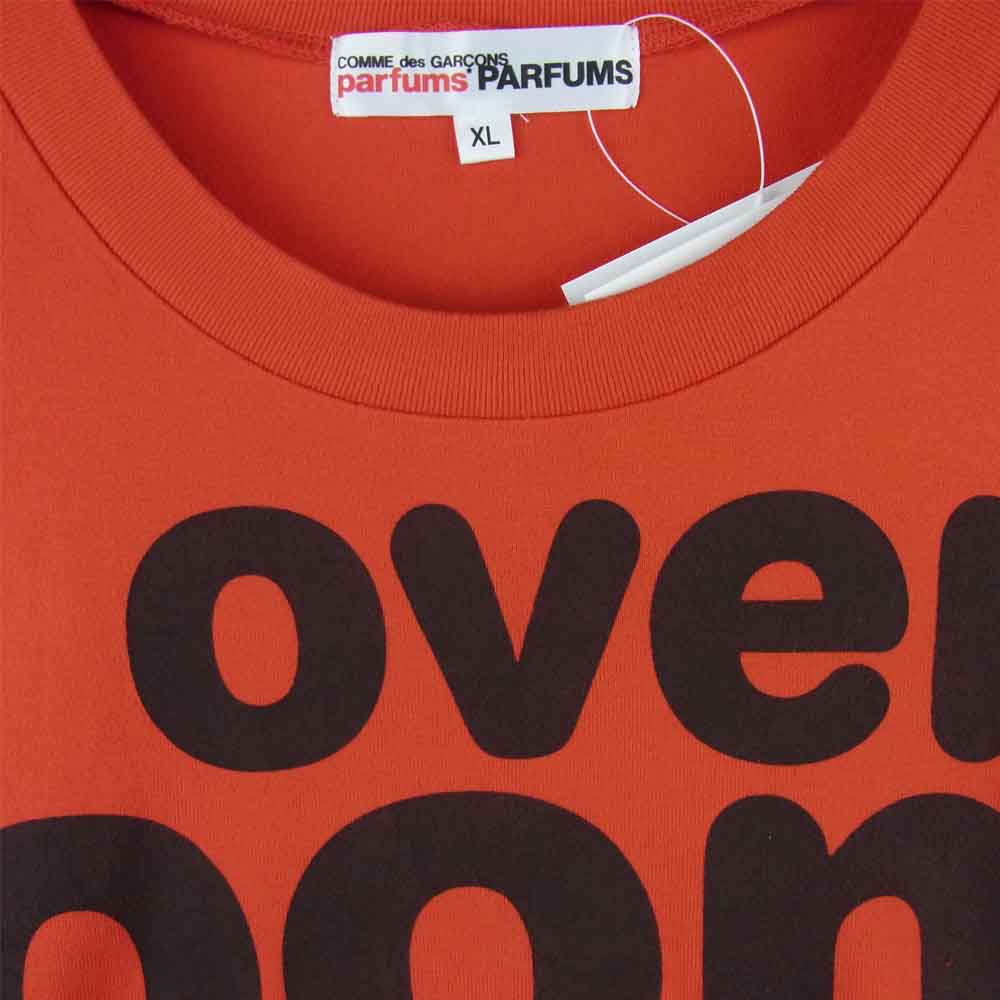 COMME des GARÇONS
parfums* PARFUMS
XL
over